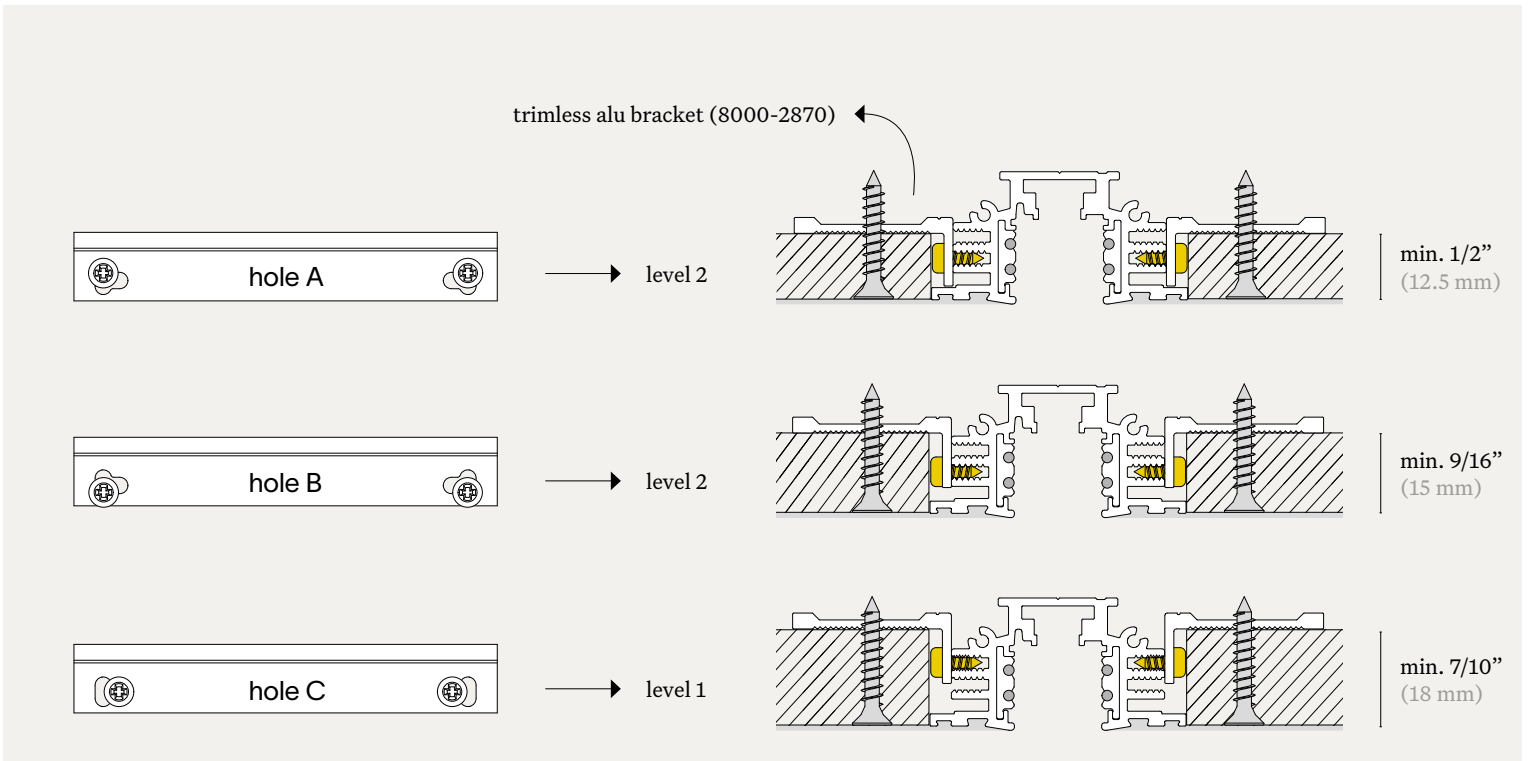 trimless alu bracket (8000-2870)
hole A
level 2
min. 1/2”
(12.5 mm)
hole B
level 2
min. 9/16”
(15 mm)
hole C
level 1
min. 7/10”
(18 mm)